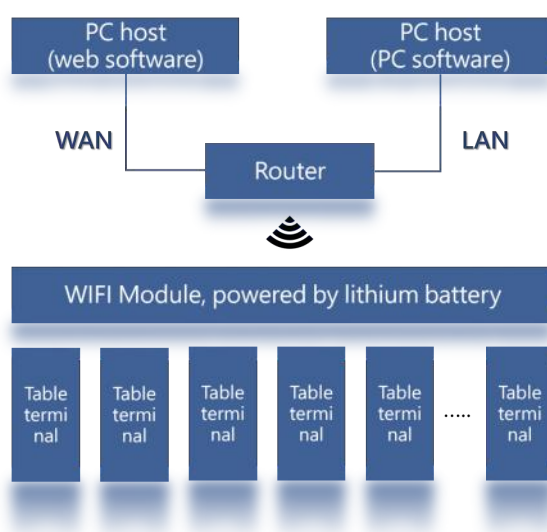 PC host
(web software)
PC host
(PC software)
WAN
LAN
Router
WIFI Module, powered by lithium battery
Table
termi
nal
Table
termi
nal
Table
termi
nal
Table
termi
nal
Table
termi
nal
.....
Table
termi
nal